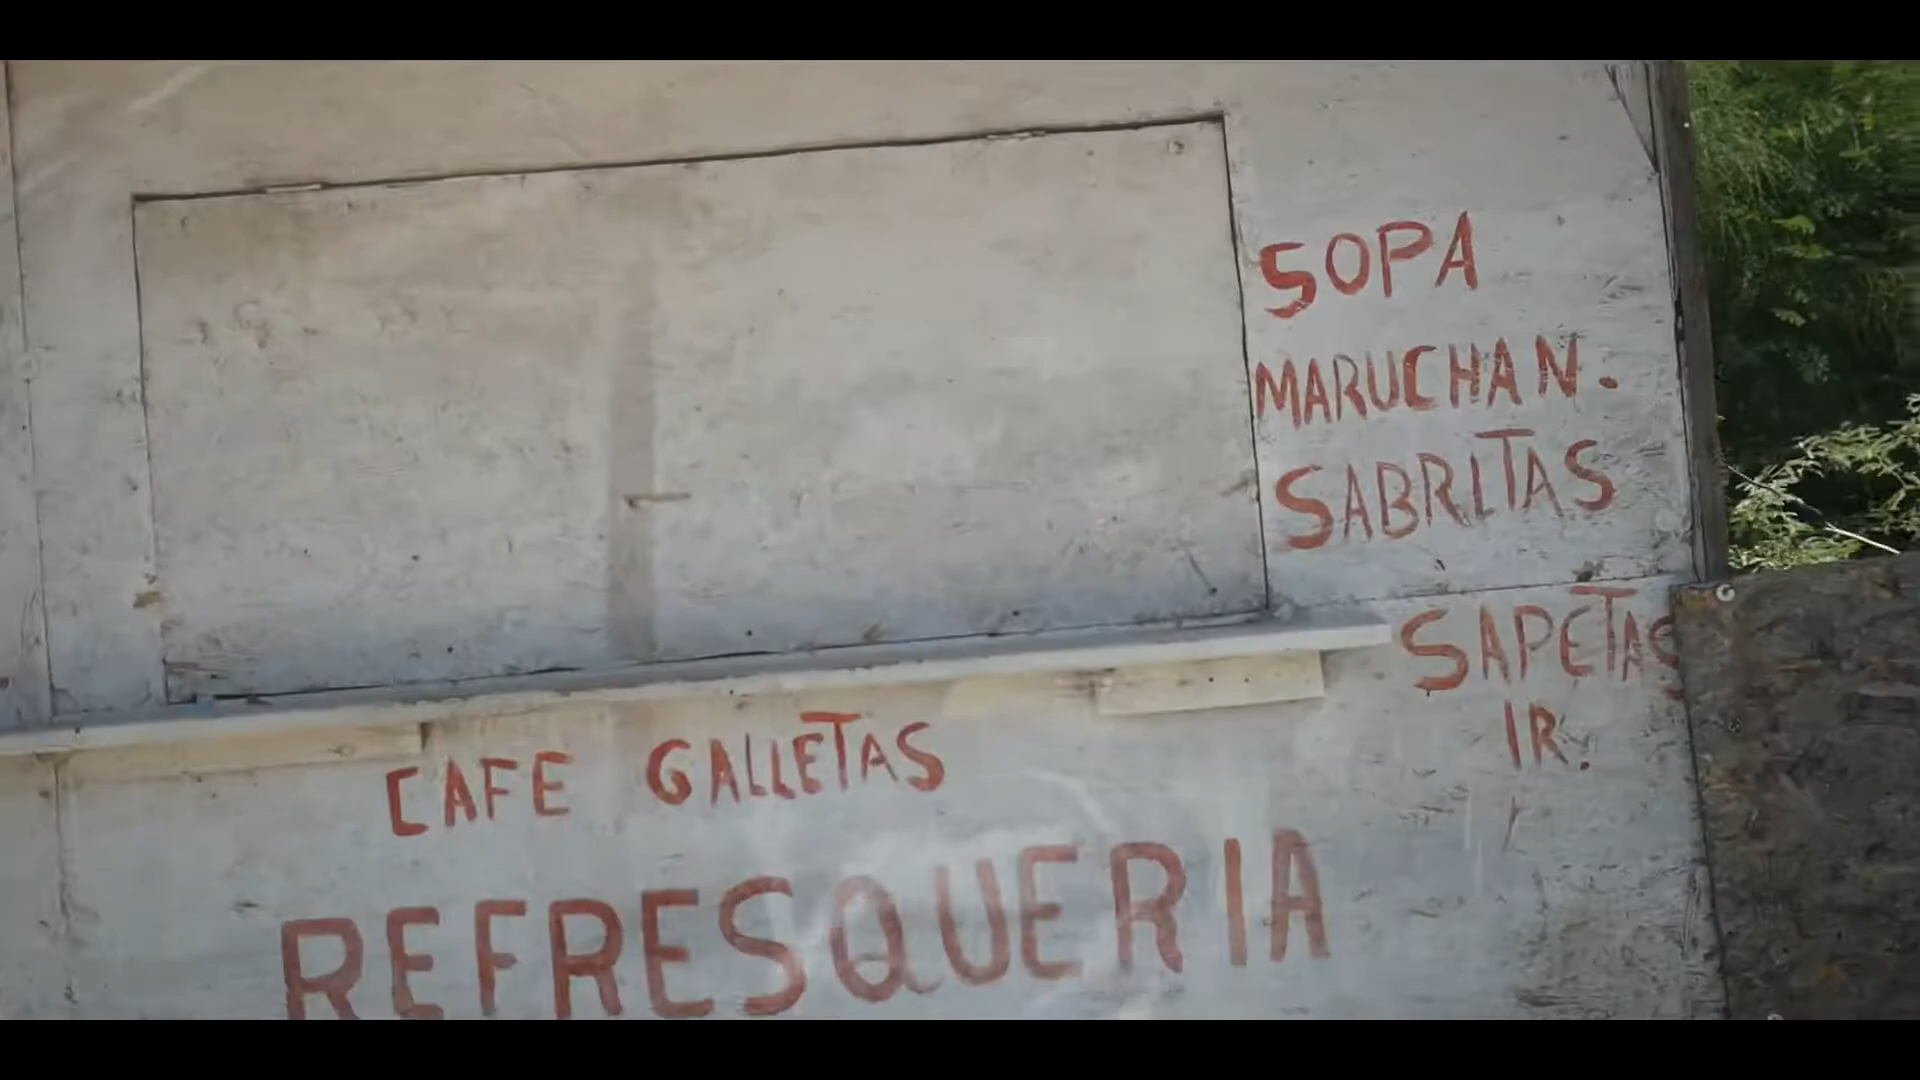 SOPA
MARUCHAN.
SABRITAS
SAPETAS
IR.
CAFE GALLETAS
REFRESQUERIA